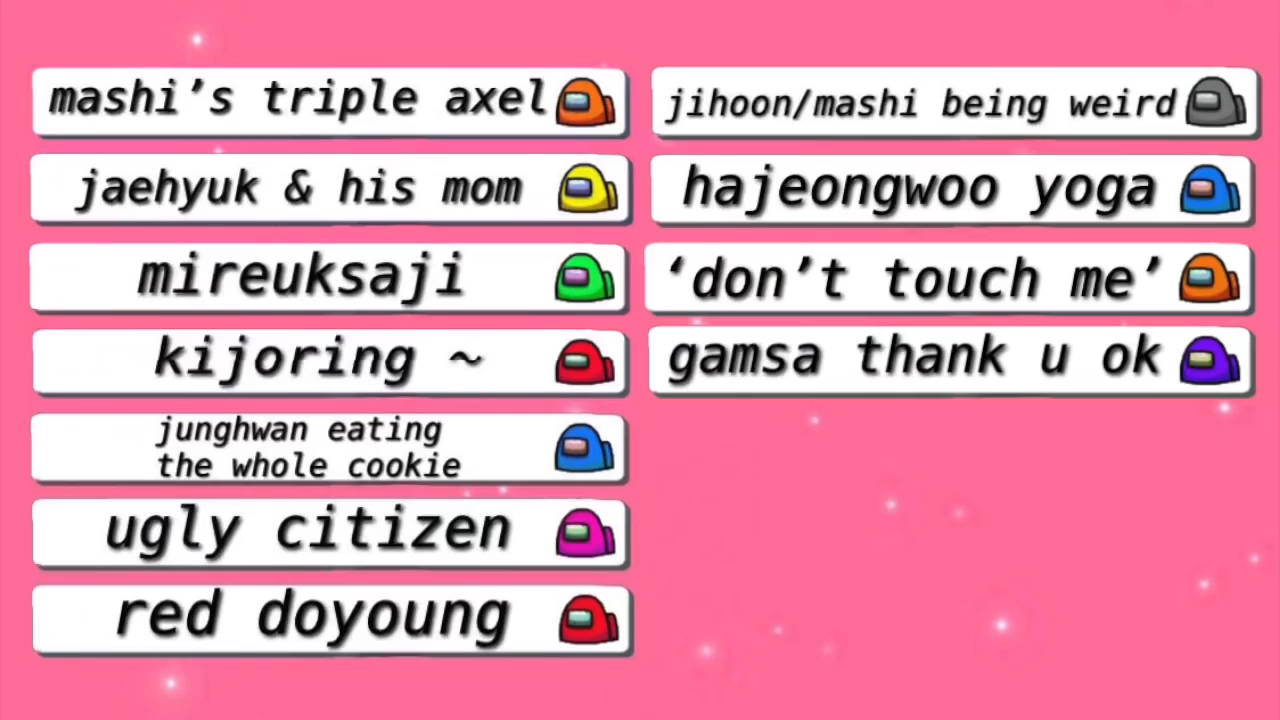 mashi’s triple axel
jaehyuk & his mom
mireuksaji
kijoring ~
junghwan eating
the whole cookie
ugly citizen
red doyoung
jihoon/mashi being weird
hajeongwoo yoga
‘don’t touch me’
gamsa thank u ok